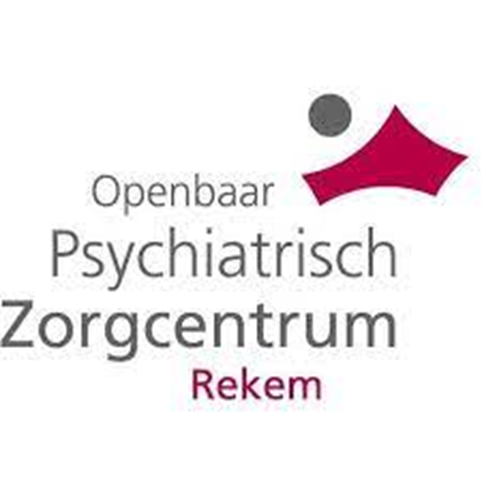 Openbaar
Psychiatrisch
Zorgcentrum
Rekem